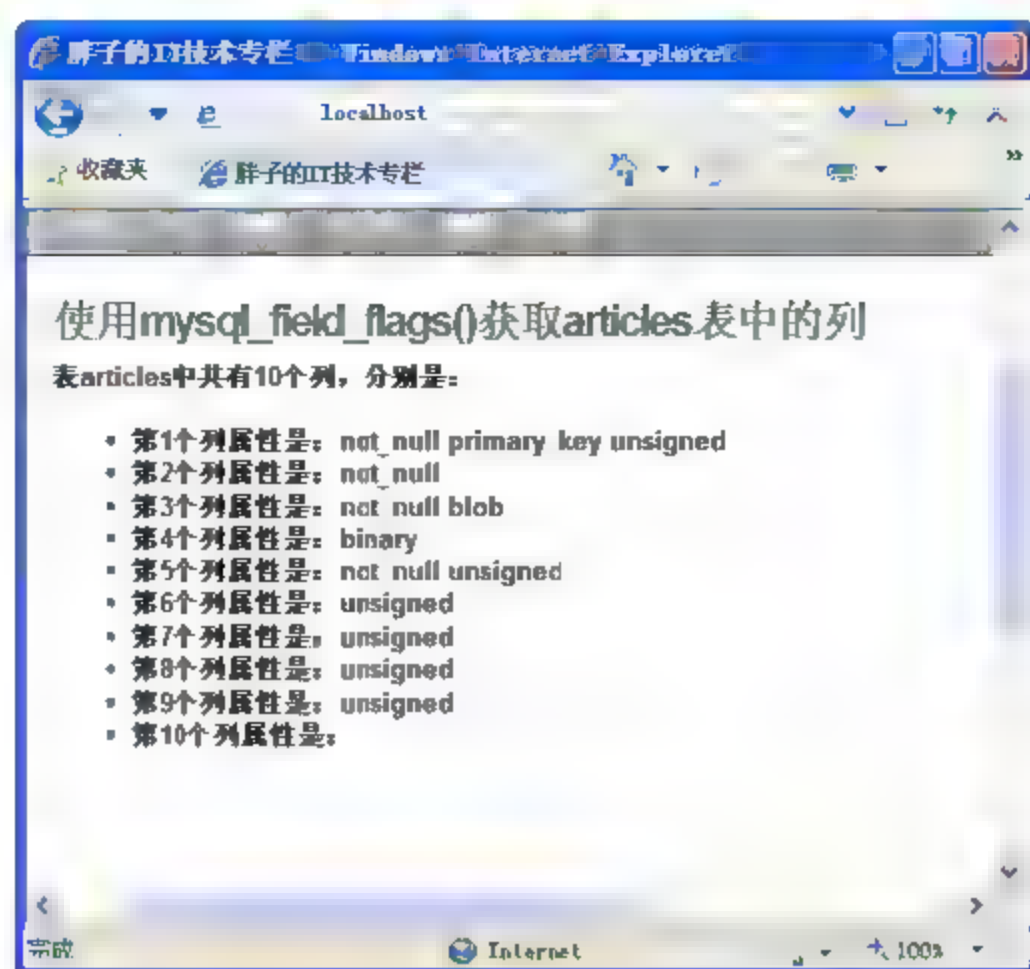 胖子的IT技术专栏 - Windows Internet Explorer
localhost
收藏夹 胖子的IT技术专栏
使用mysql_field_flags()获取articles表中的列
表articles中共有10个列，分别是：
• 第1个列属性是：not_null primary_key unsigned
• 第2个列属性是：not_null
• 第3个列属性是：not_null blob
• 第4个列属性是：binary
• 第5个列属性是：not_null unsigned
• 第6个列属性是：unsigned
• 第7个列属性是：unsigned
• 第8个列属性是：unsigned
• 第9个列属性是：unsigned
• 第10个列属性是：
完成 Internet 100%